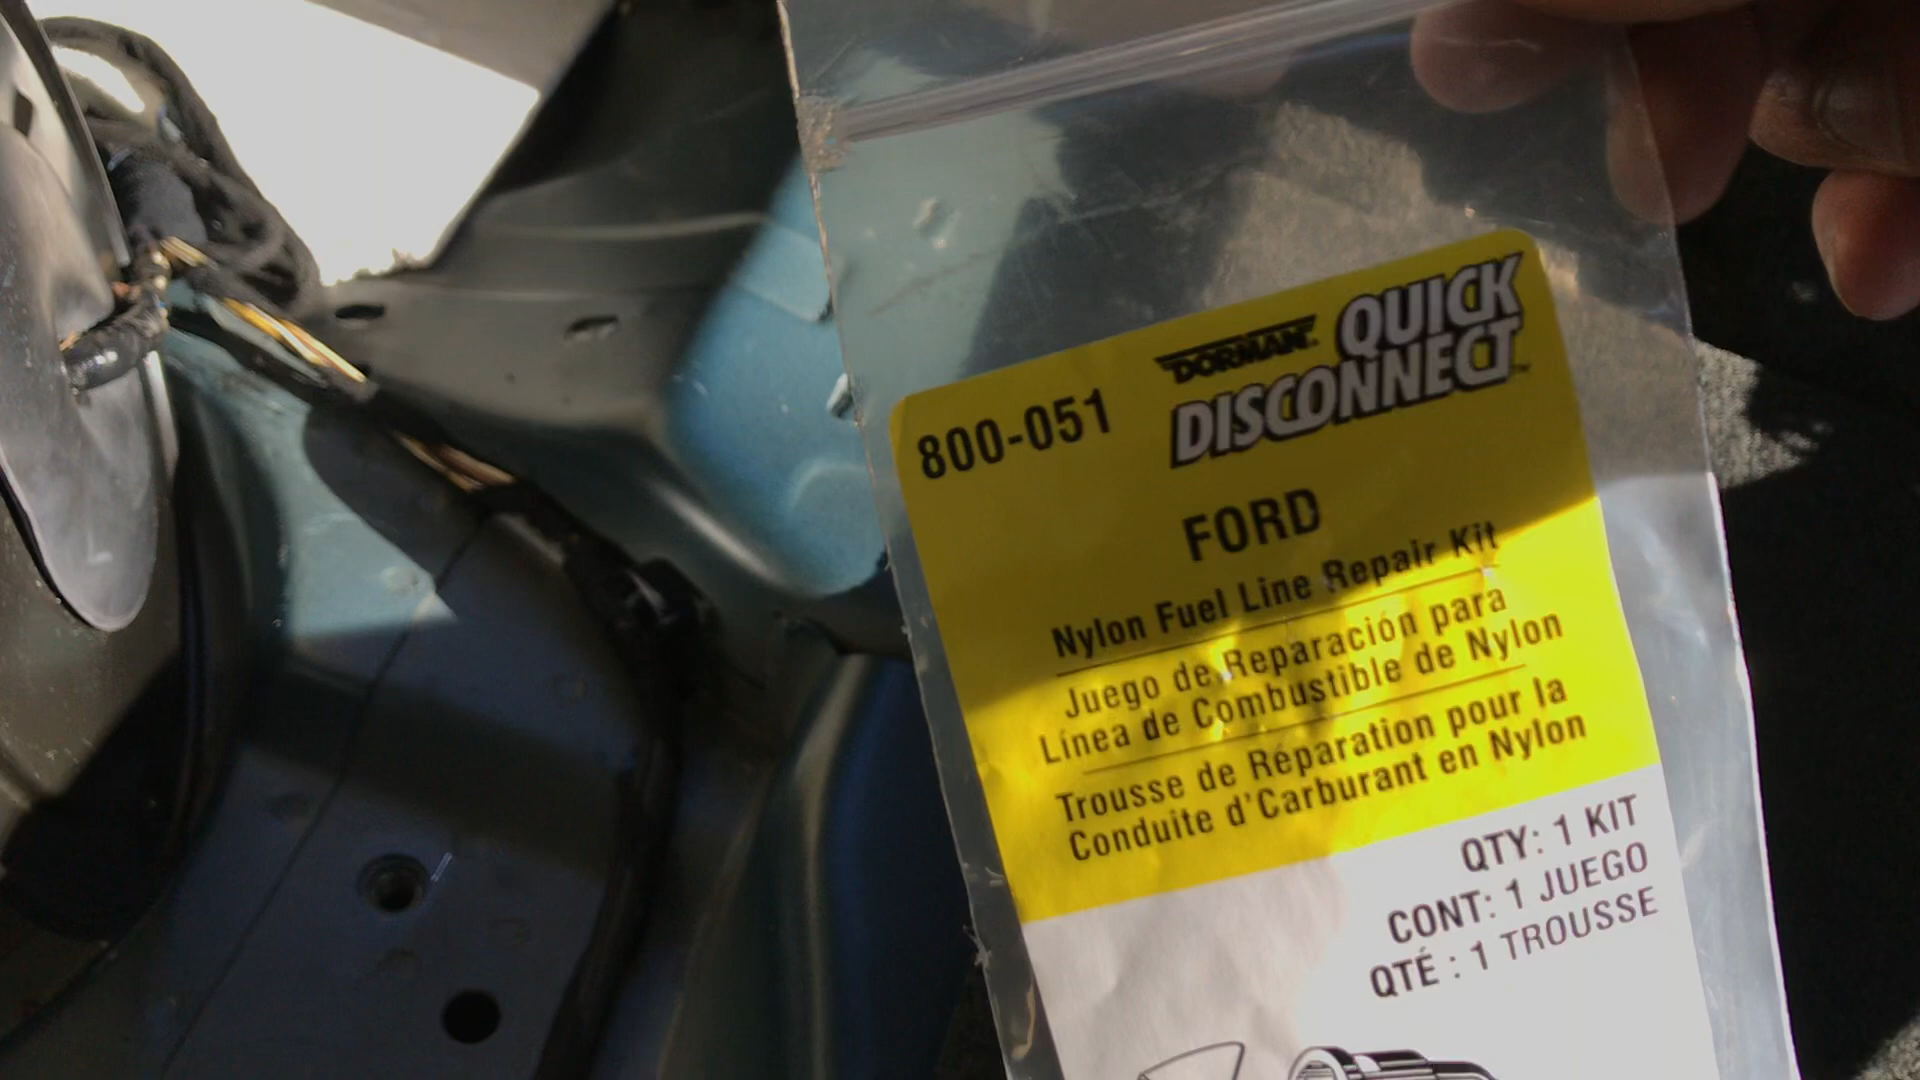 DORMAN® QUICK
DISCONNECT™
800-051
FORD
Nylon Fuel Line Repair Kit
Juego de Reparación para
Línea de Combustible de Nylon
Trousse de Réparation pour la
Conduite d'Carburant en Nylon
QTY: 1 KIT
CONT: 1 JUEGO
QTÉ : 1 TROUSSE